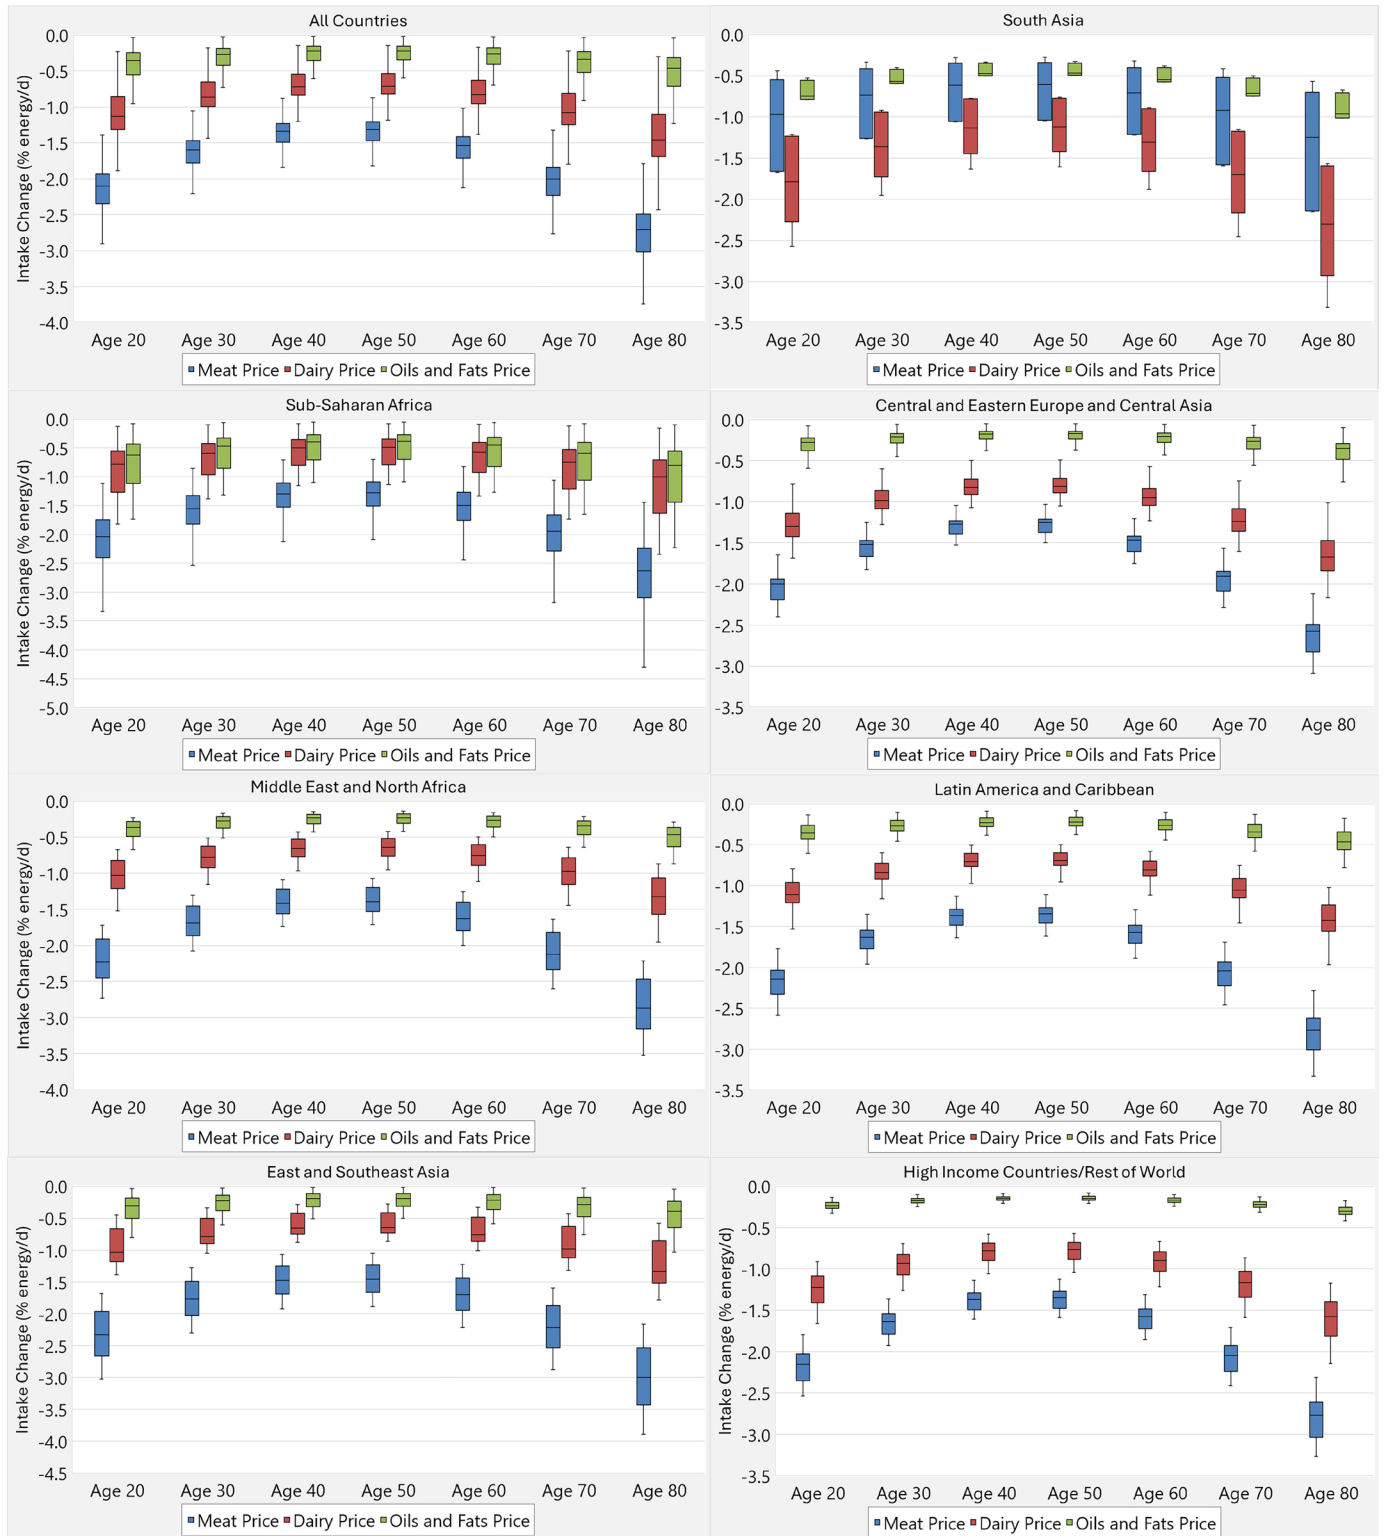 All Countries
Intake Change (% energy/d)
0.0
-0.5
-1.0
-1.5
-2.0
-2.5
-3.0
-3.5
-4.0
Age 20 Age 30 Age 40 Age 50 Age 60 Age 70 Age 80
Meat Price Dairy Price Oils and Fats Price
South Asia
0.0
-0.5
-1.0
-1.5
-2.0
-2.5
-3.0
-3.5
Age 20 Age 30 Age 40 Age 50 Age 60 Age 70 Age 80
Meat Price Dairy Price Oils and Fats Price
Sub-Saharan Africa
Intake Change (% energy/d)
0.0
-0.5
-1.0
-1.5
-2.0
-2.5
-3.0
-3.5
-4.0
-4.5
-5.0
Age 20 Age 30 Age 40 Age 50 Age 60 Age 70 Age 80
Meat Price Dairy Price Oils and Fats Price
Central and Eastern Europe and Central Asia
0.0
-0.5
-1.0
-1.5
-2.0
-2.5
-3.0
-3.5
Age 20 Age 30 Age 40 Age 50 Age 60 Age 70 Age 80
Meat Price Dairy Price Oils and Fats Price
Middle East and North Africa
Intake Change (% energy/d)
0.0
-0.5
-1.0
-1.5
-2.0
-2.5
-3.0
-3.5
-4.0
Age 20 Age 30 Age 40 Age 50 Age 60 Age 70 Age 80
Meat Price Dairy Price Oils and Fats Price
Latin America and Caribbean
0.0
-0.5
-1.0
-1.5
-2.0
-2.5
-3.0
-3.5
Age 20 Age 30 Age 40 Age 50 Age 60 Age 70 Age 80
Meat Price Dairy Price Oils and Fats Price
East and Southeast Asia
Intake Change (% energy/d)
0.0
-0.5
-1.0
-1.5
-2.0
-2.5
-3.0
-3.5
-4.0
-4.5
Age 20 Age 30 Age 40 Age 50 Age 60 Age 70 Age 80
Meat Price Dairy Price Oils and Fats Price
High Income Countries/Rest of World
Intake Change (% energy/d)
0.0
-0.5
-1.0
-1.5
-2.0
-2.5
-3.0
-3.5
Age 20 Age 30 Age 40 Age 50 Age 60 Age 70 Age 80
Meat Price Dairy Price Oils and Fats Price